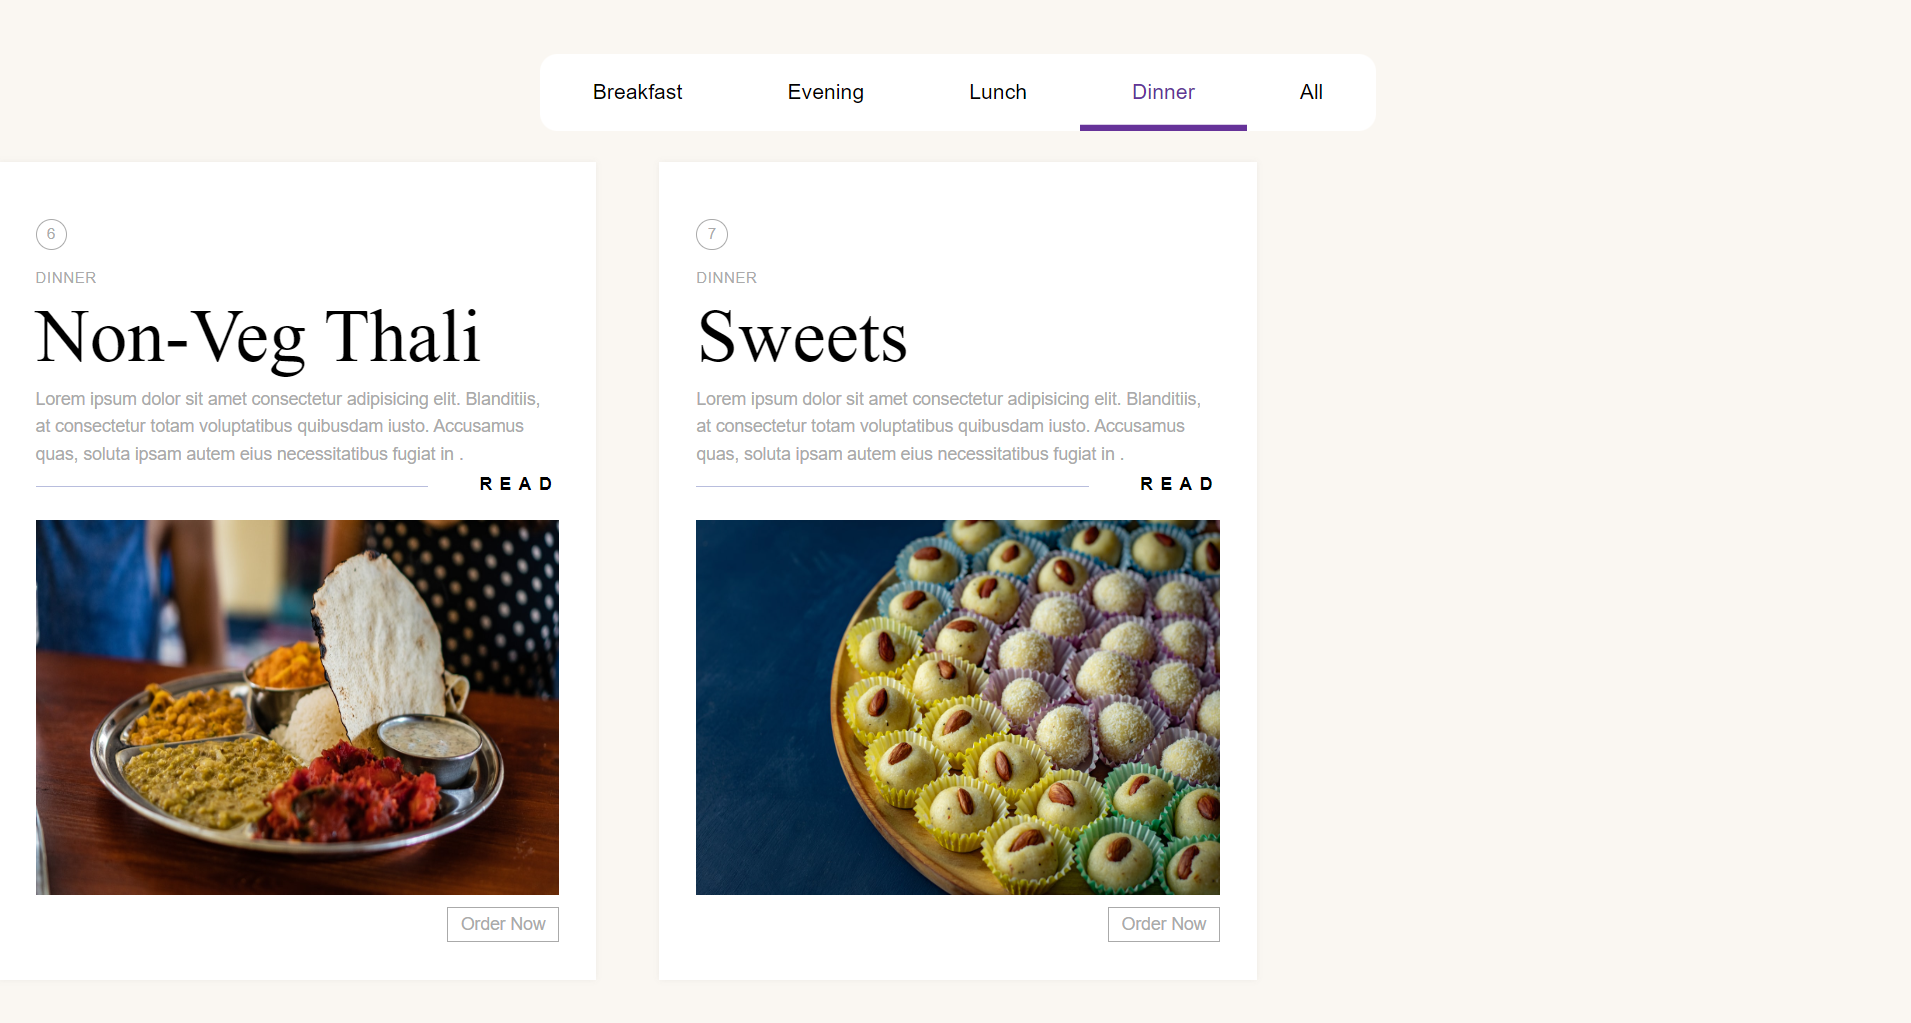 Breakfast Evening Lunch Dinner All
6
DINNER
Non-Veg Thali
Lorem ipsum dolor sit amet consectetur adipisicing elit. Blanditiis,
at consectetur totam voluptatibus quibusdam iusto. Accusamus
quas, soluta ipsam autem eius necessitatibus fugiat in .
READ
Order Now
7
DINNER
Sweets
Lorem ipsum dolor sit amet consectetur adipisicing elit. Blanditiis,
at consectetur totam voluptatibus quibusdam iusto. Accusamus
quas, soluta ipsam autem eius necessitatibus fugiat in .
READ
Order Now